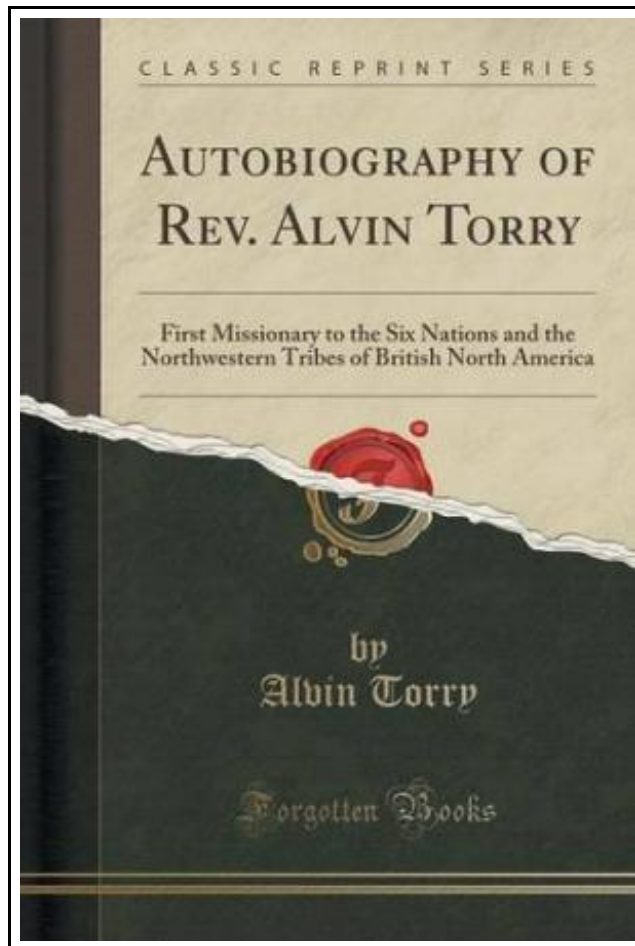 CLASSIC REPRINT SERIES
AUTOBIOGRAPHY OF
REV. ALVIN TORRY
First Missionary to the Six Nations and the
Northwestern Tribes of British North America
by
Alvin Torry
Forgotten Books